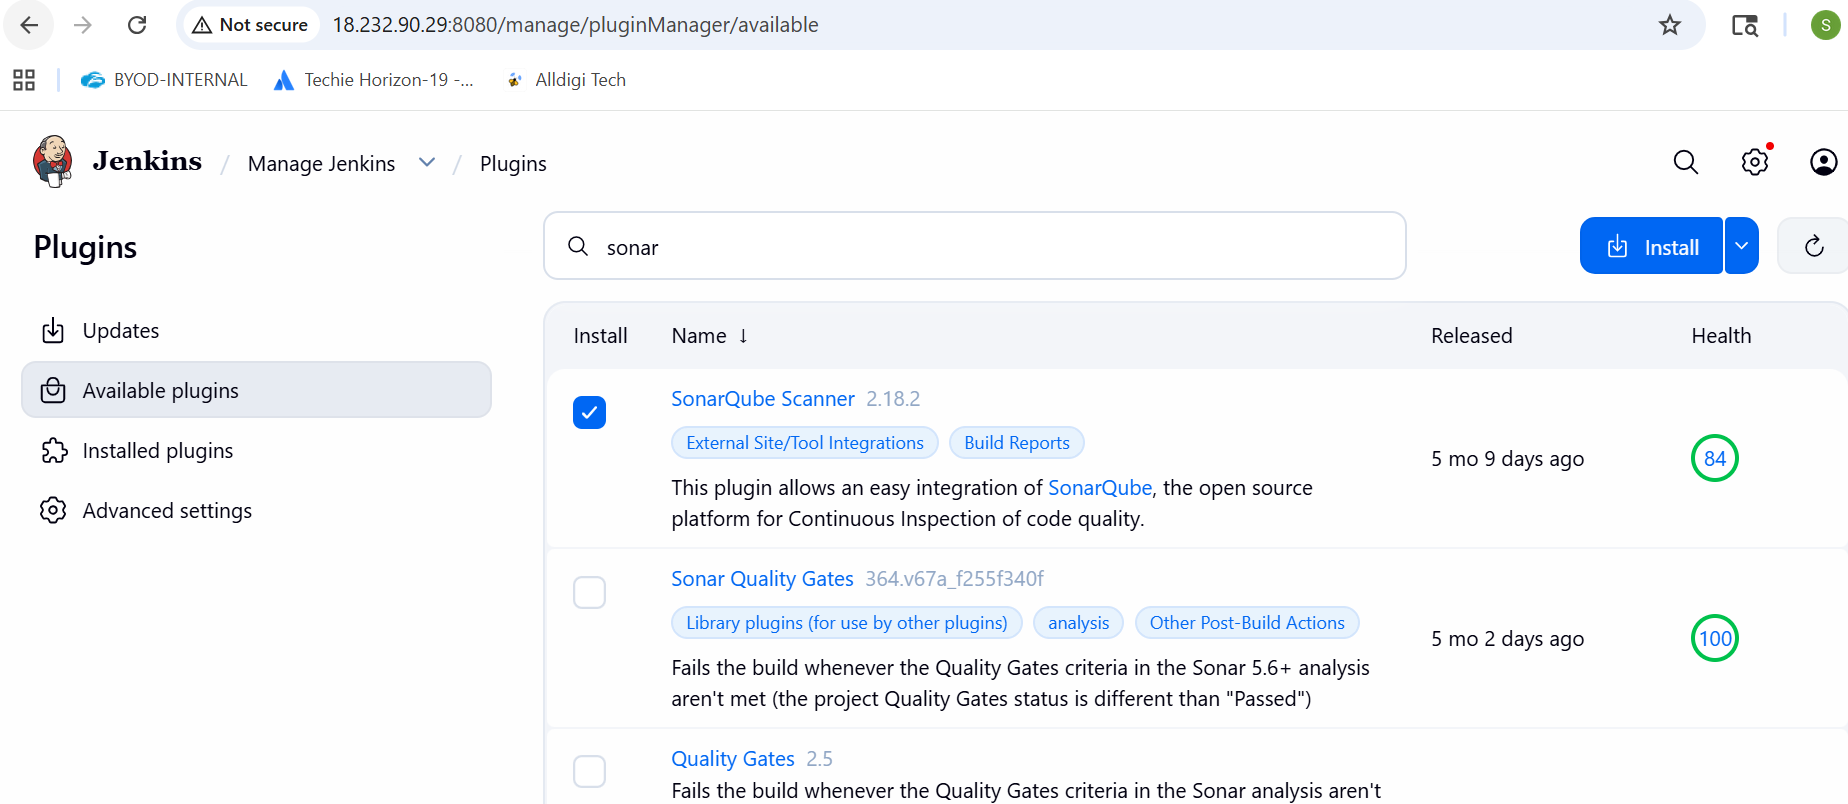 Not secure 18.232.90.29:8080/manage/pluginManager/available
S
BYOD-INTERNAL Techie Horizon-19 -... Alldigi Tech
Jenkins / Manage Jenkins / Plugins
Plugins
sonar
Install
Updates
Available plugins
Installed plugins
Advanced settings
Install Name ↓ Released Health
SonarQube Scanner 2.18.2
External Site/Tool Integrations Build Reports
This plugin allows an easy integration of SonarQube, the open source
platform for Continuous Inspection of code quality.
5 mo 9 days ago
84
Sonar Quality Gates 364.v67a_f255f340f
Library plugins (for use by other plugins) analysis Other Post-Build Actions
Fails the build whenever the Quality Gates criteria in the Sonar 5.6+ analysis
aren't met (the project Quality Gates status is different than "Passed")
5 mo 2 days ago
100
Quality Gates 2.5
Fails the build whenever the Quality Gates criteria in the Sonar analysis aren't